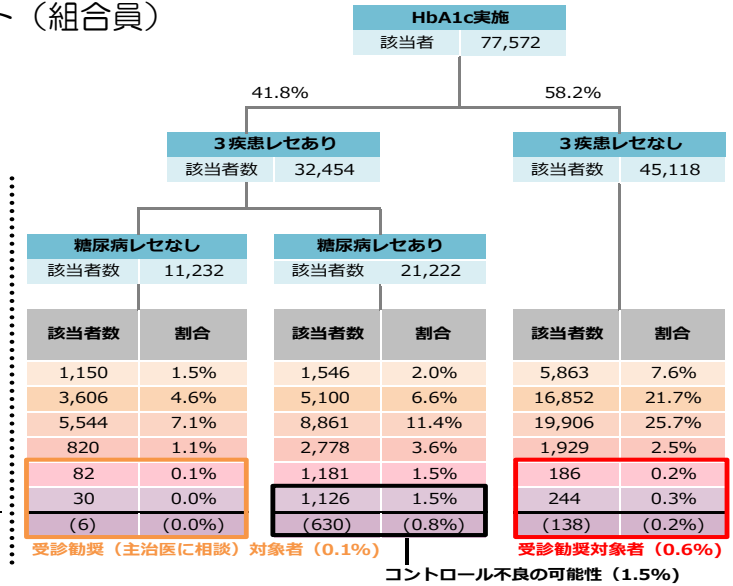 ト（組合員）
HbA1c実施
該当者 77,572
41.8% 58.2%
３疾患レセあり ３疾患レセなし
該当者数 32,454 該当者数 45,118
糖尿病レセなし 糖尿病レセあり
該当者数 11,232 該当者数 21,222
該当者数 割合 該当者数 割合 該当者数 割合
1,150 1.5% 1,546 2.0% 5,863 7.6%
3,606 4.6% 5,100 6.6% 16,852 21.7%
5,544 7.1% 8,861 11.4% 19,906 25.7%
820 1.1% 2,778 3.6% 1,929 2.5%
82 0.1% 1,181 1.5% 186 0.2%
30 0.0% 1,126 1.5% 244 0.3%
(6) (0.0%) (630) (0.8%) (138) (0.2%)
受診勧奨（主治医に相談）対象者（0.1%） 受診勧奨対象者（0.6%）
コントロール不良の可能性（1.5%）